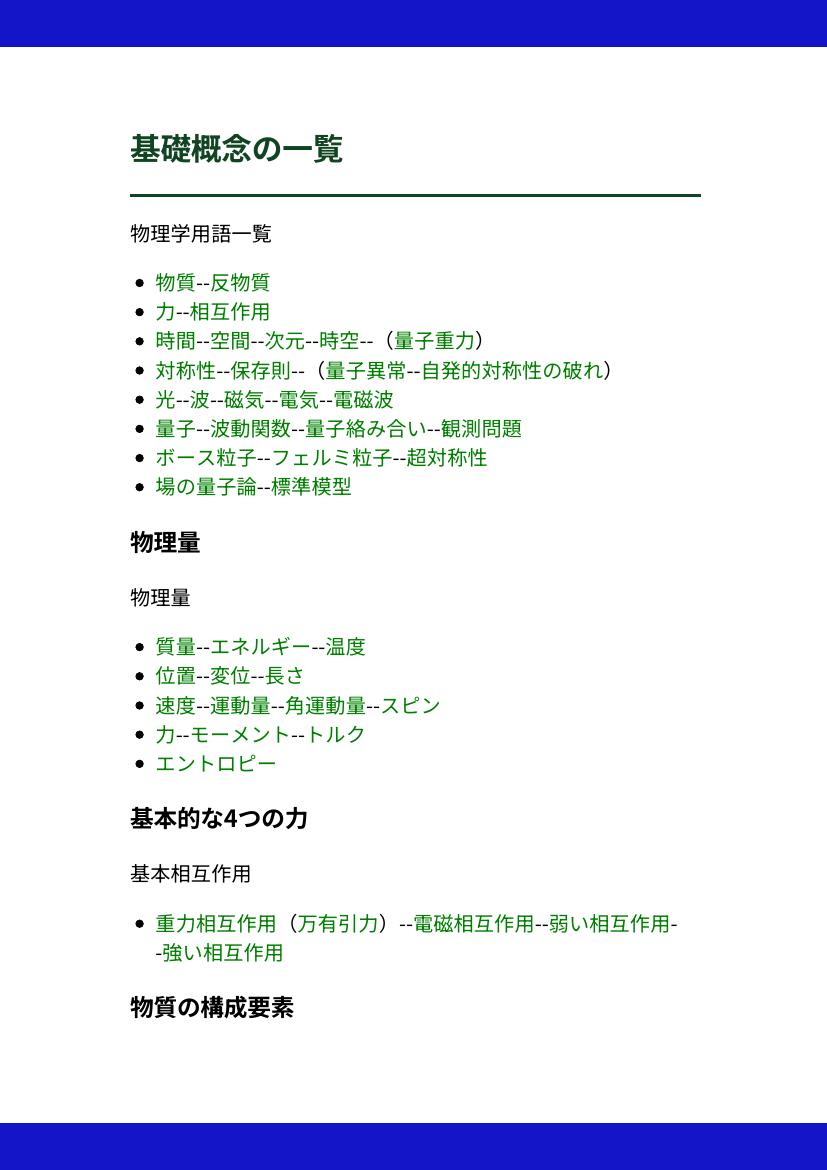 基礎概念の一覧
物理学用語一覧
物質--反物質
力--相互作用
時間--空間--次元--時空--（量子重力）
対称性--保存則--（量子異常--自発的対称性の破れ）
光--波--磁気--電気--電磁波
量子--波動関数--量子絡み合い--観測問題
ボース粒子--フェルミ粒子--超対称性
場の量子論--標準模型
物理量
物理量
質量--エネルギー--温度
位置--変位--長さ
速度--運動量--角運動量--スピン
力--モーメント--トルク
エントロピー
基本的な4つの力
基本相互作用
重力相互作用（万有引力）--電磁相互作用--弱い相互作用-
-強い相互作用
物質の構成要素